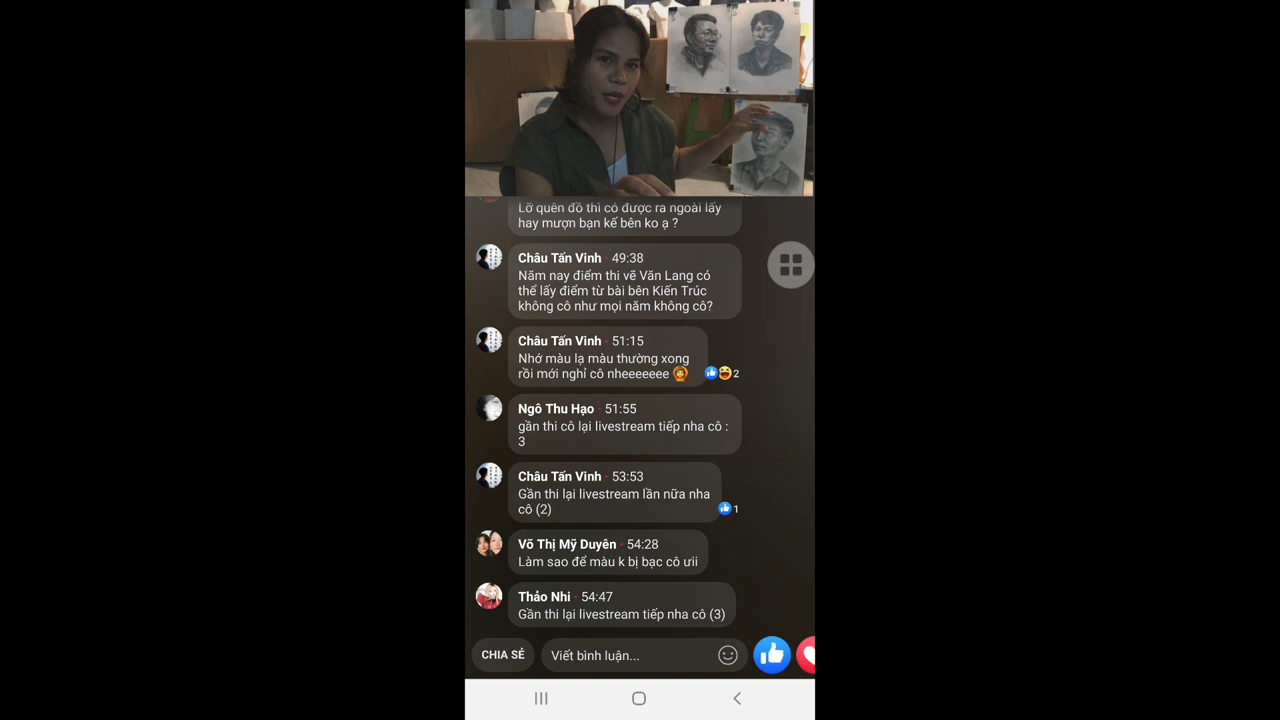 Lỡ quên đồ thì có được ra ngoài lấy
hay mượn bạn kế bên ko ạ ?
Châu Tấn Vinh · 49:38
Năm nay điểm thi vẽ Văn Lang có
thể lấy điểm từ bài bên Kiến Trúc
không cô như mọi năm không cô?
Châu Tấn Vinh · 51:15
Nhớ màu lạ màu thường xong
rồi mới nghỉ cô nheeeeeee 🙆
2
Ngô Thu Hạo · 51:55
gần thi cô lại livestream tiếp nha cô :
3
Châu Tấn Vinh · 53:53
Gần thi lại livestream lần nữa nha
cô (2)
1
Võ Thị Mỹ Duyên · 54:28
Làm sao để màu k bị bạc cô ưii
Thảo Nhi · 54:47
Gần thi lại livestream tiếp nha cô (3)
CHIA SẺ
Viết bình luận...